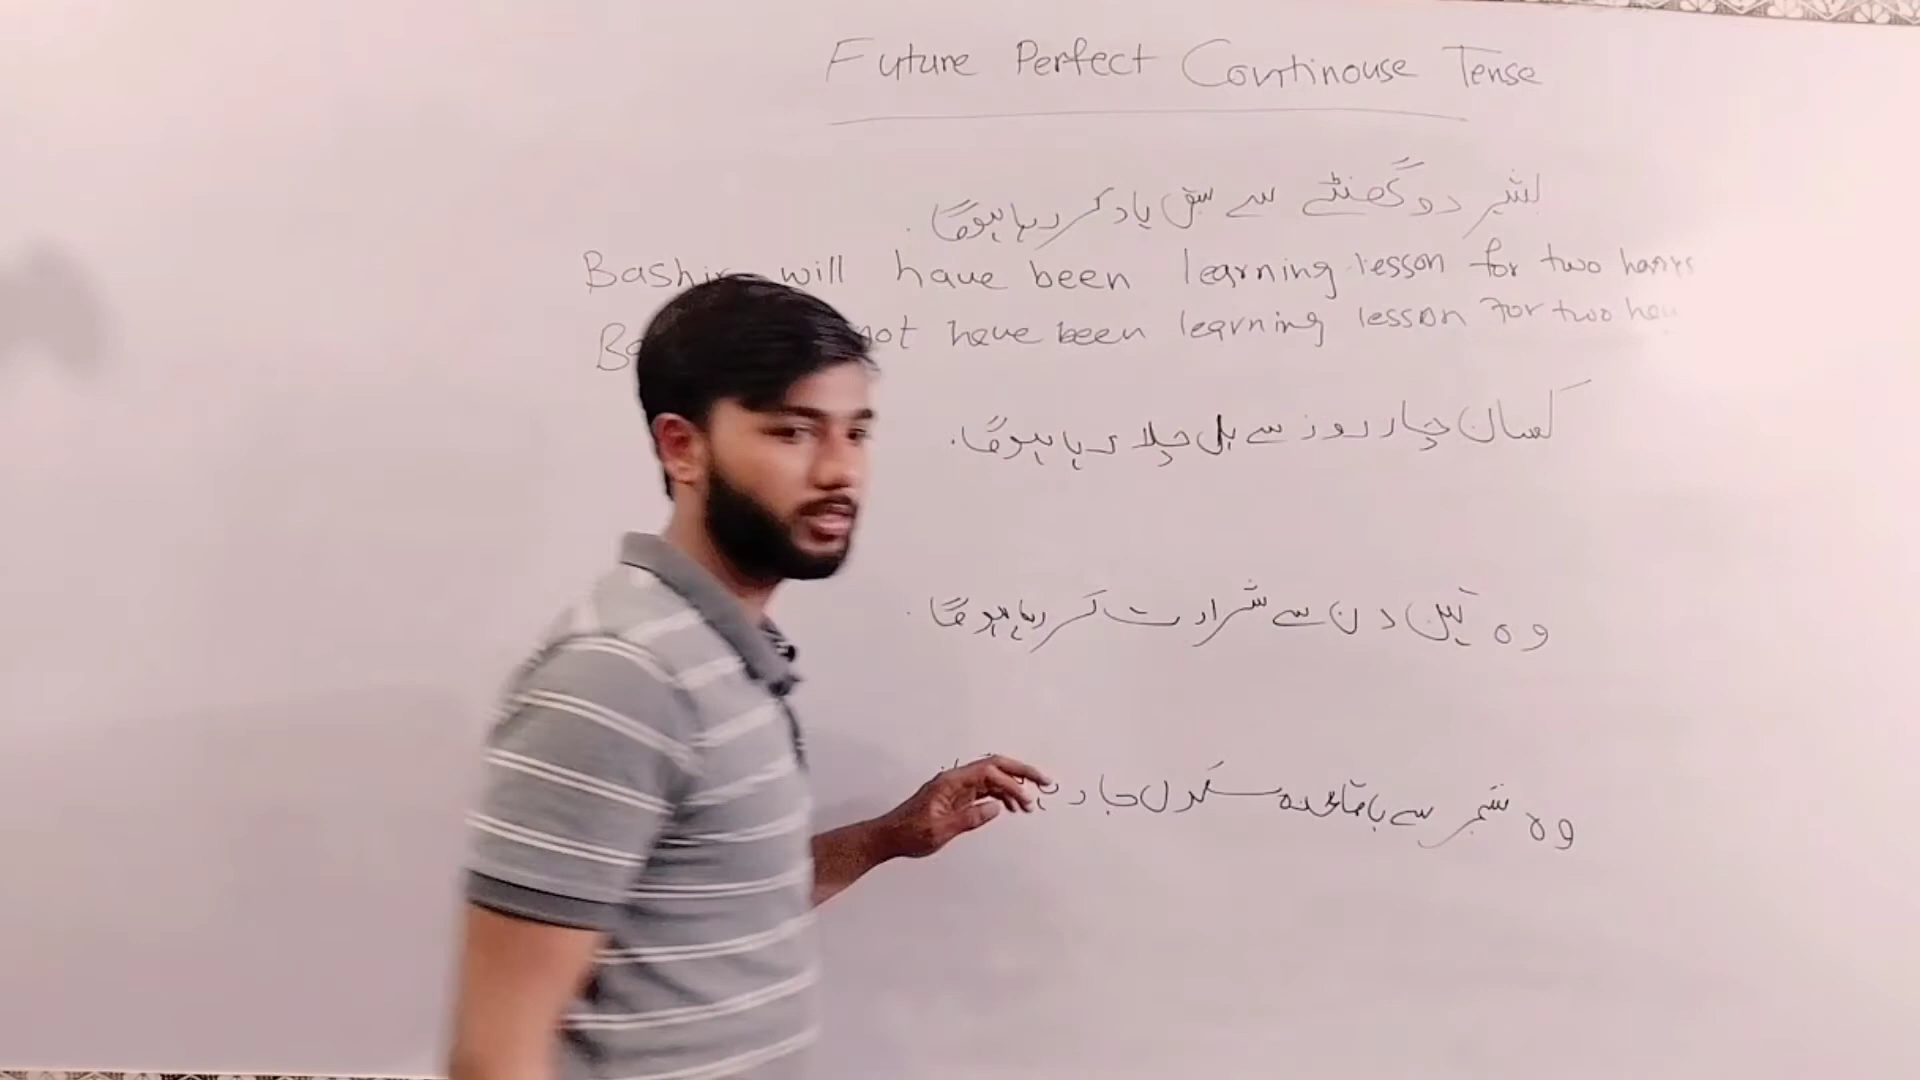 Future Perfect Continouse Tense
بشیر دو گھنٹے سے سبق یاد کر رہا ہوگا۔
Bashir will have been learning lesson for two hours
not have been learning lesson for two
کسان چار روز سے ہل چلا رہا ہوگا۔
وہ تین دن سے شرارت کر رہا ہوگا۔
وہ ستمبر سے باقاعدہ سکول جا